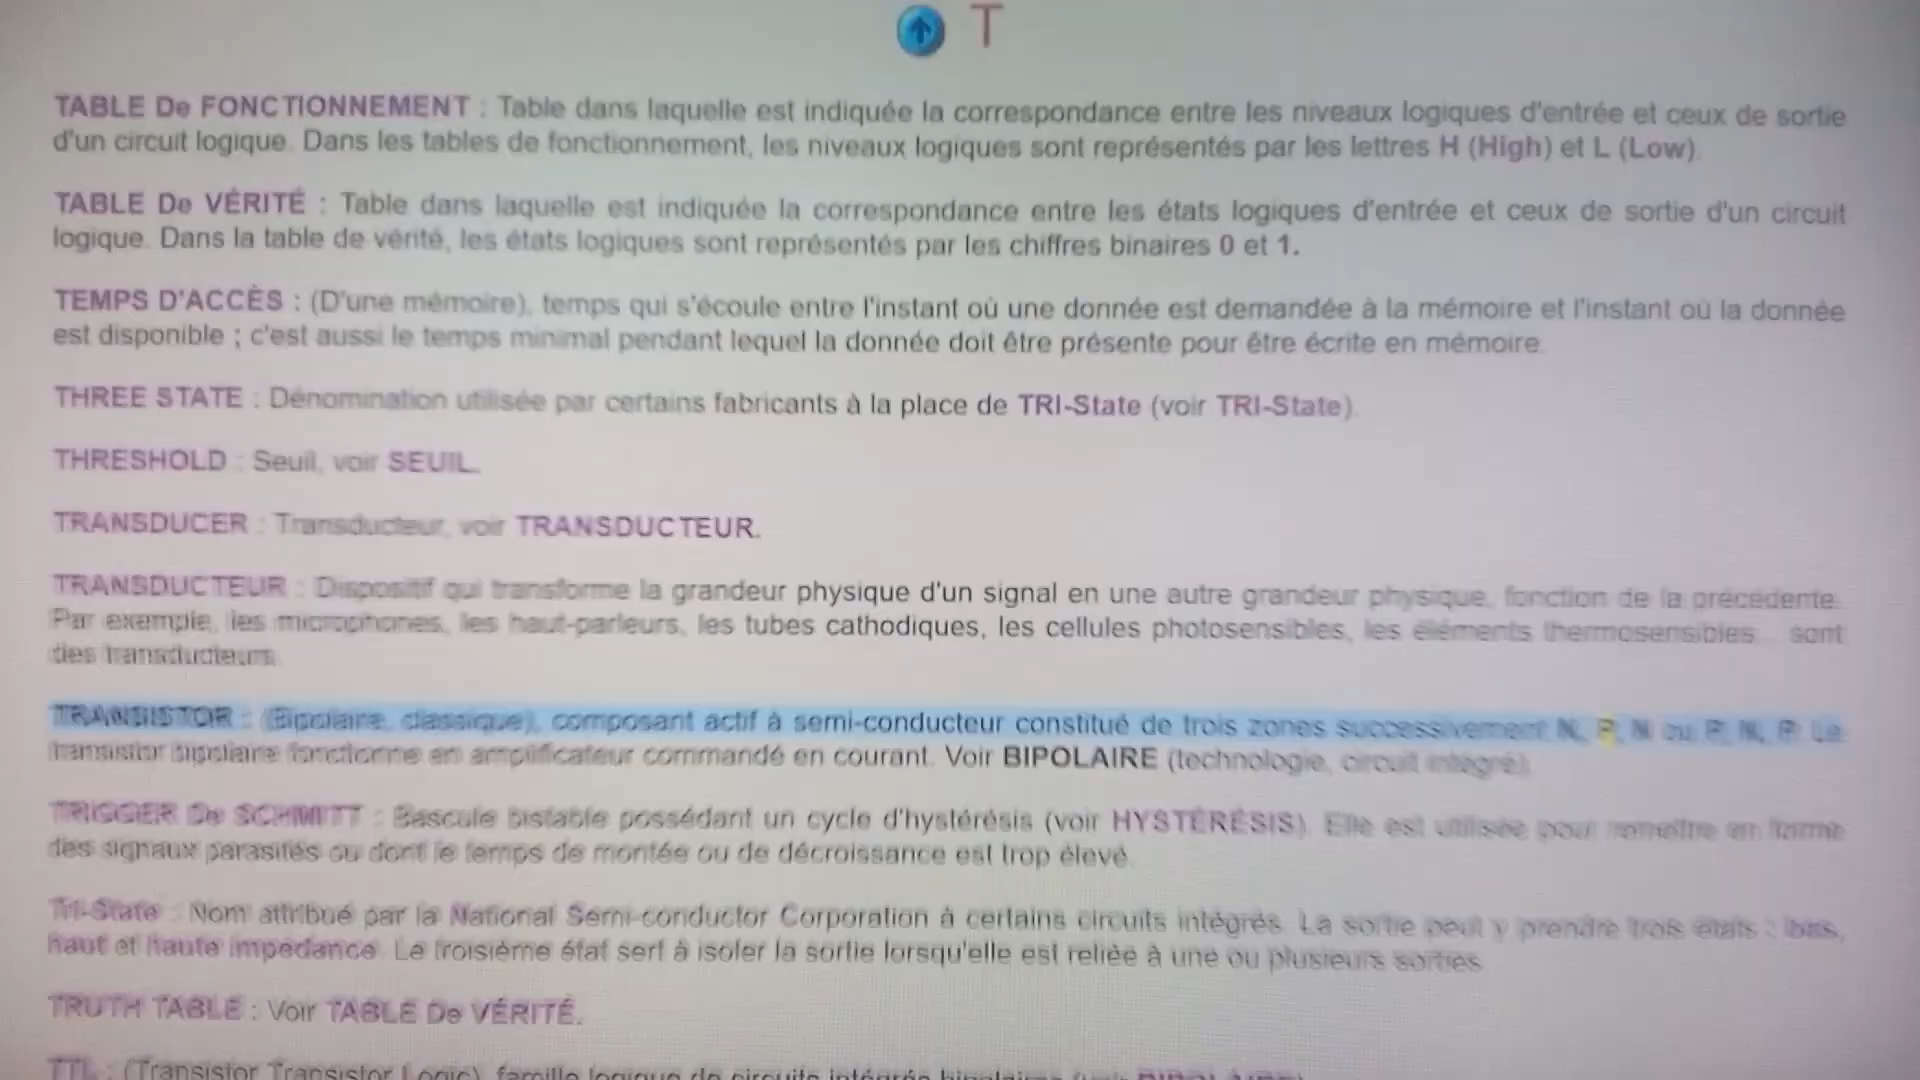 T
TABLE De FONCTIONNEMENT : Table dans laquelle est indiquée la correspondance entre les niveaux logiques d'entrée et ceux de sortie
d'un circuit logique. Dans les tables de fonctionnement, les niveaux logiques sont représentés par les lettres H (High) et L (Low).
TABLE De VÉRITÉ : Table dans laquelle est indiquée la correspondance entre les états logiques d'entrée et ceux de sortie d'un circuit
logique. Dans la table de vérité, les états logiques sont représentés par les chiffres binaires 0 et 1.
TEMPS D'ACCÈS : (D'une mémoire), temps qui s'écoule entre l'instant où une donnée est demandée à la mémoire et l'instant où la donnée
est disponible ; c'est aussi le temps minimal pendant lequel la donnée doit être présente pour être écrite en mémoire.
THREE STATE : Dénomination utilisée par certains fabricants à la place de TRI-State (voir TRI-State).
THRESHOLD : Seuil, voir SEUIL.
TRANSDUCER : Transducteur, voir TRANSDUCTEUR.
TRANSDUCTEUR : Dispositif qui transforme la grandeur physique d'un signal en une autre grandeur physique, fonction de la précédente.
Par exemple, les microphones, les haut-parleurs, les tubes cathodiques, les cellules photosensibles, les éléments thermosensibles... sont
des transducteurs.
TRANSISTOR : (Bipolaire, classique), composant actif à semi-conducteur constitué de trois zones successivement N, P, N ou P, N, P. Le
transistor bipolaire fonctionne en amplificateur commandé en courant. Voir BIPOLAIRE (technologie, circuit intégré).
TRIGGER De SCHMITT : Bascule bistable possédant un cycle d'hystérésis (voir HYSTÉRÉSIS). Elle est utilisée pour remettre en forme
des signaux parasités ou dont le temps de montée ou de décroissance est trop élevé.
Tri-State : Nom attribué par la National Semi-conductor Corporation à certains circuits intégrés. La sortie peut y prendre trois états : bas,
haut et haute impédance. Le troisième état sert à isoler la sortie lorsqu'elle est reliée à une ou plusieurs sorties.
TRUTH TABLE : Voir TABLE De VÉRITÉ.
TTL : (Transistor Transistor Logic), famille logique de circuits intégrés bipolaires (voir BIPOLAIRE).